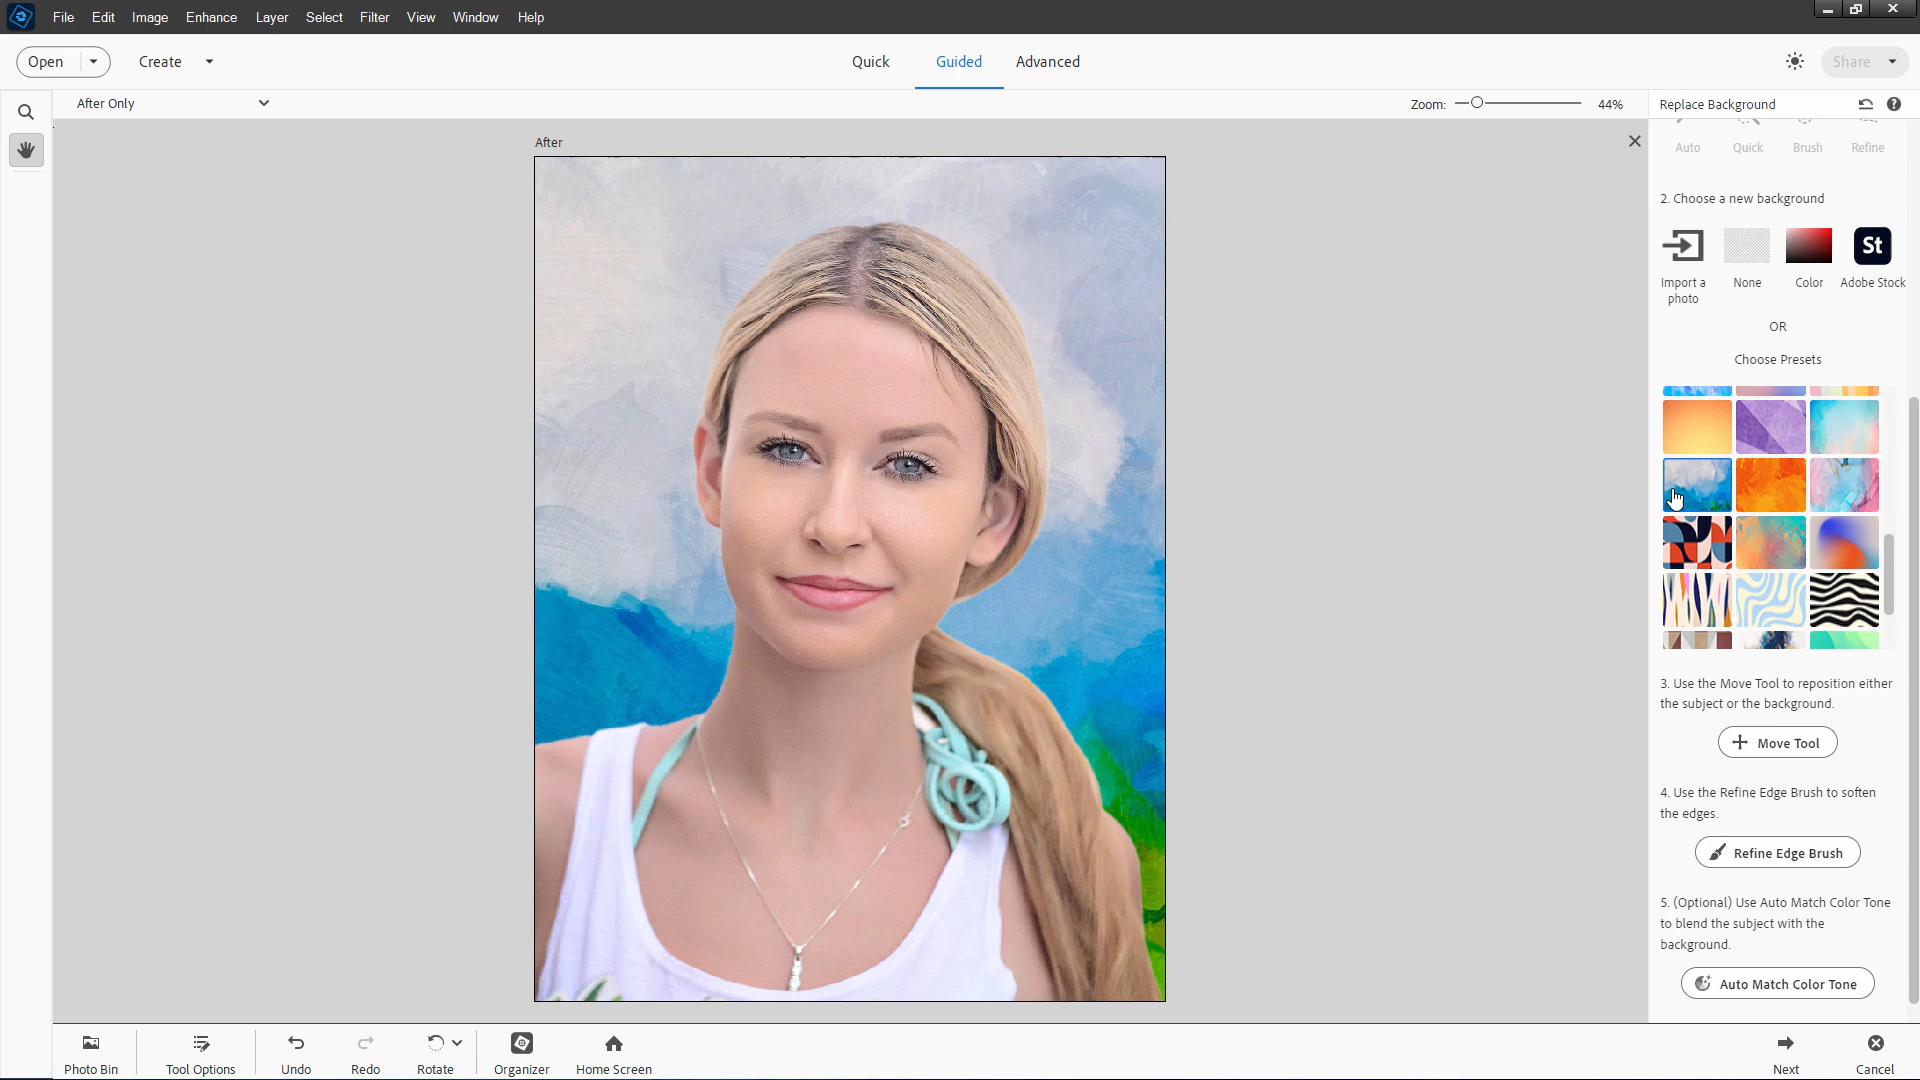 File Edit Image Enhance Layer Select Filter View Window Help
Open Create Quick Guided Advanced Share
After Only Zoom: 44% Replace Background
After
Auto Quick Brush Refine
2. Choose a new background
St
Import a photo None Color Adobe Stock
OR
Choose Presets
3. Use the Move Tool to reposition either
the subject or the background.
Move Tool
4. Use the Refine Edge Brush to soften
the edges.
Refine Edge Brush
5. (Optional) Use Auto Match Color Tone
to blend the subject with the
background.
Auto Match Color Tone
Photo Bin Tool Options Undo Redo Rotate Organizer Home Screen Next Cancel